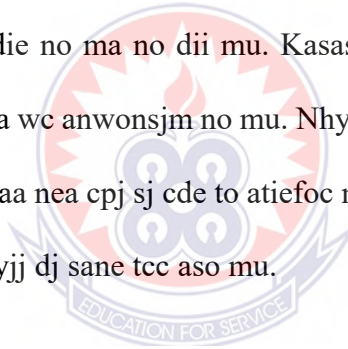 die no ma no dii mu. Kasas
a wc anwonsjm no mu. Nhy
aa nea cpj sj cde to atiefoc n
yjj dj sane tcc aso mu.
EDUCATION FOR SERVICE